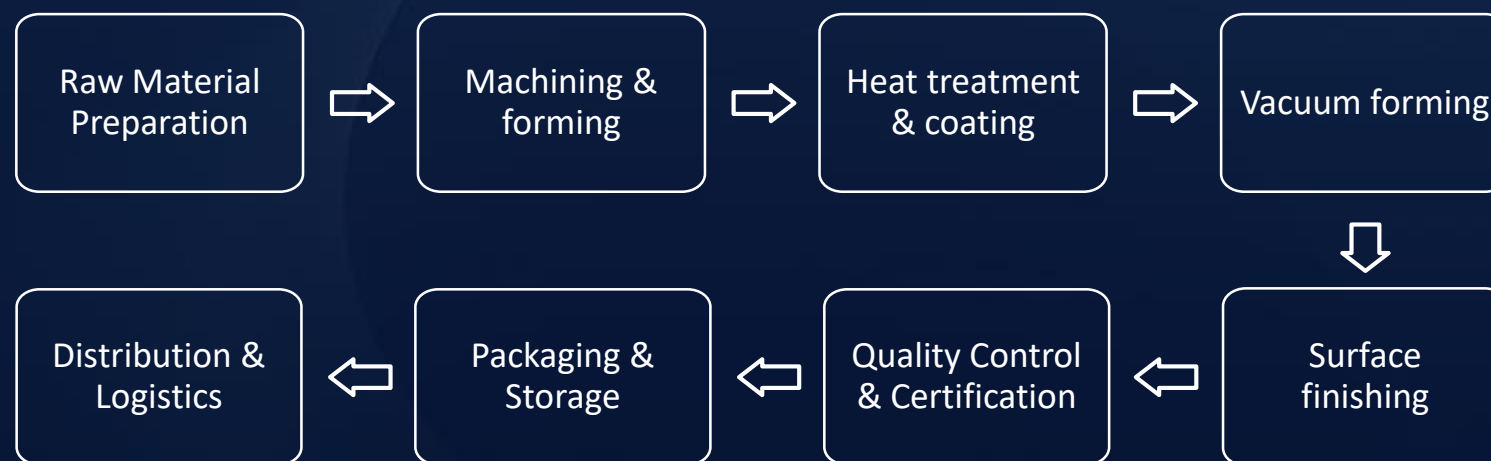 Raw Material
Preparation
Machining &
forming
Heat treatment
& coating
Vacuum forming
Surface
finishing
Quality Control
& Certification
Packaging &
Storage
Distribution &
Logistics